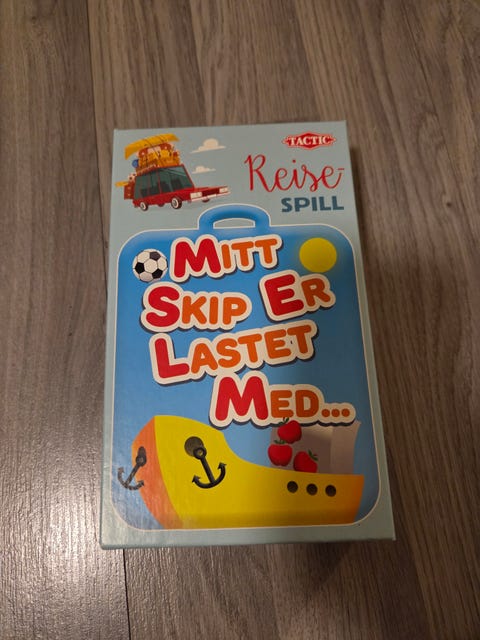 TACTIC
Reise-
SPILL
MITT
SKIP ER
LASTET
MED...